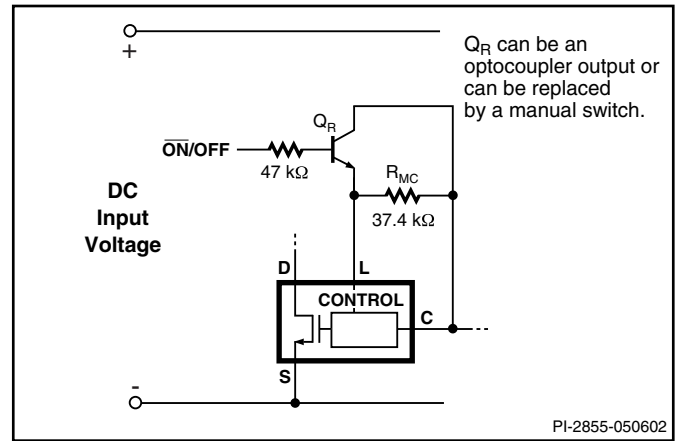 +
Q_R can be an
optocoupler output or
can be replaced
by a manual switch.
Q_R
ON/OFF
47 kΩ
R_MC
37.4 kΩ
DC
Input
Voltage
D
L
CONTROL
C
S
-
PI-2855-050602